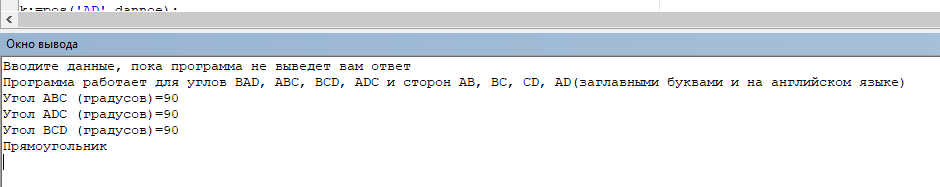 k:=pos('AD',данное);
Окно вывода
Вводите данные, пока программа не выведет вам ответ
Программа работает для углов BAD, ABC, BCD, ADC и сторон AB, BC, CD, AD(заглавными буквами и на английском языке)
Угол ABC (градусов)=90
Угол ADC (градусов)=90
Угол BCD (градусов)=90
Прямоугольник